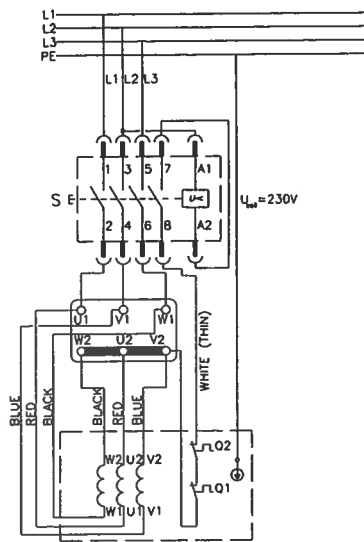 L1
L2
L3
PE
L1 L2 L3
1 3 5 7 A1
S E U< U = 230V
2 4 6 8 A2
U1 V1 W1
W2 U2 V2
BLUE
RED
BLACK
BLACK
RED
BLUE
WHITE (THIN)
W2 U2 V2
Q2
Q1
W1 U1 V1